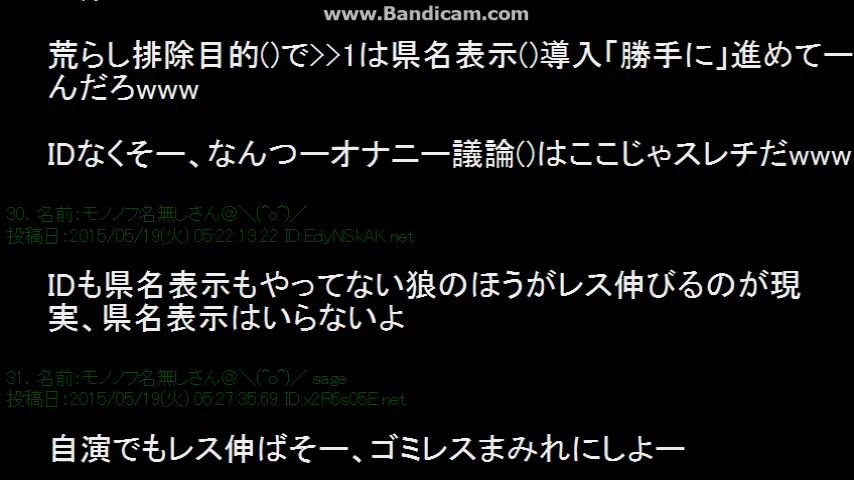 www.Bandicam.com
荒らし排除目的()で>>1は県名表示()導入「勝手に」進めてー
んだろwww
IDなくそー、なんつーオナニー議論()はここじゃスレチだwww
30. 名前:モノノフ名無しさん＠＼(^o^)／
投稿日:2015/05/19(火) 05:22:13.22 ID:EdyNSkAK.net
IDも県名表示もやってない狼のほうがレス伸びるのが現
実、県名表示はいらないよ
31. 名前:モノノフ名無しさん＠＼(^o^)／ sage
投稿日:2015/05/19(火) 05:27:35.69 ID:x2R6s05E.net
自演でもレス伸ばそー、ゴミレスまみれにしよー